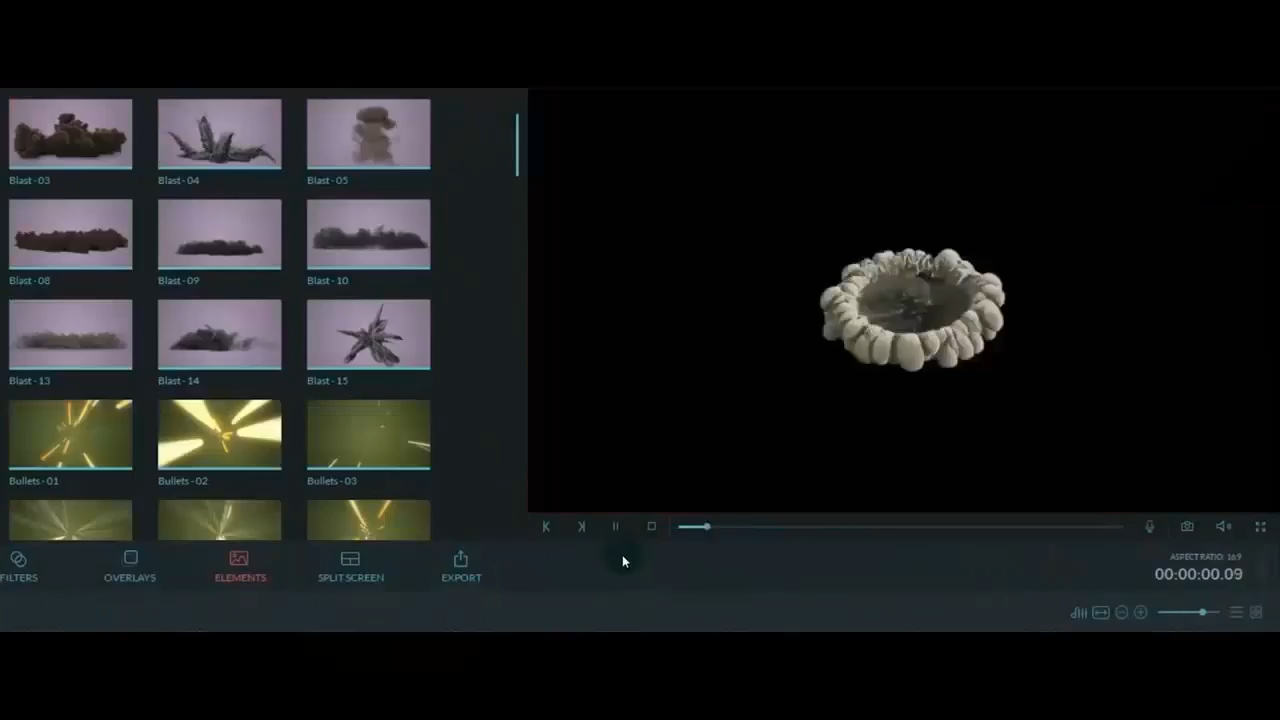 Blast - 03
Blast - 04
Blast - 05
Blast - 08
Blast - 09
Blast - 10
Blast - 13
Blast - 14
Blast - 15
Bullets - 01
Bullets - 02
Bullets - 03
FILTERS
OVERLAYS
ELEMENTS
SPLIT SCREEN
EXPORT
ASPECT RATIO: 16:9
00:00:00.09